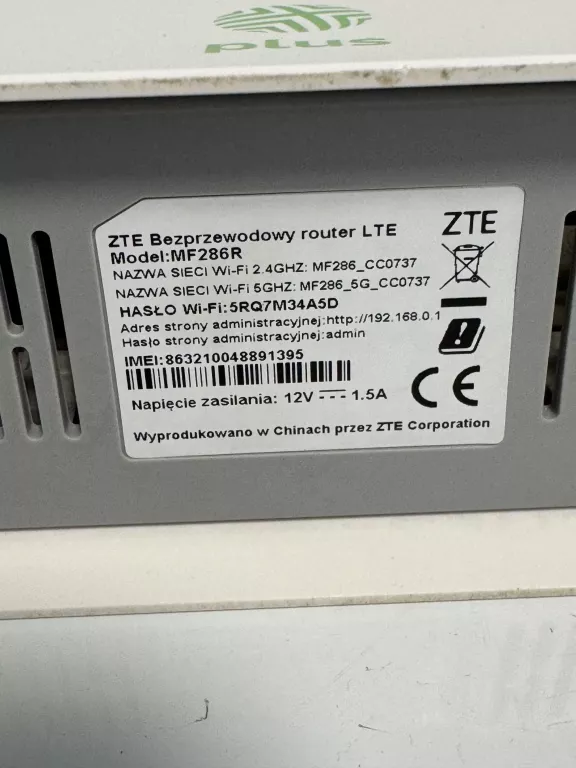 plus
ZTE Bezprzewodowy router LTE
ZTE
Model:MF286R
NAZWA SIECI Wi-Fi 2.4GHZ: MF286_CC0737
NAZWA SIECI Wi-Fi 5GHZ: MF286_5G_CC0737
HASŁO Wi-Fi:5RQ7M34A5D
Adres strony administracyjnej:http://192.168.0.1
Hasło strony administracyjnej:admin
IMEI:863210048891395
Napięcie zasilania: 12V 1.5A
CE
Wyprodukowano w Chinach przez ZTE Corporation